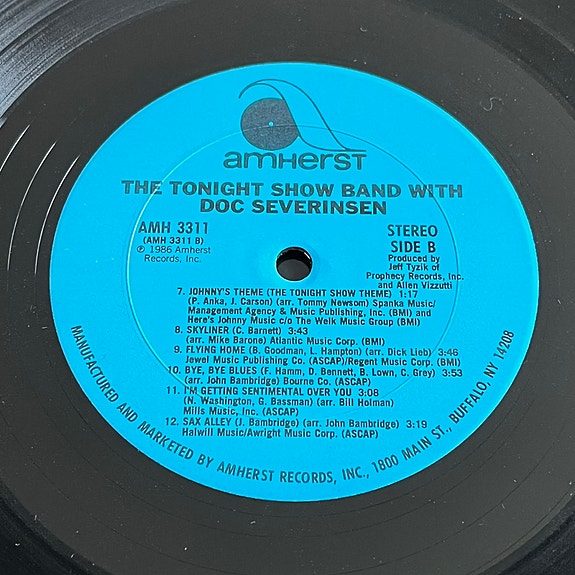 amHerst
THE TONIGHT SHOW BAND WITH
DOC SEVERINSEN
AMH 3311
(AMH 3311 B)
℗ 1986 Amherst
Records, Inc.
STEREO
SIDE B
Produced by
Jeff Tyzik of
Prophecy Records, Inc.
and Allen Vizzutti
7. JOHNNY'S THEME (THE TONIGHT SHOW THEME) 1:17
(P. Anka, J. Carson) (arr. Tommy Newsom) Spanka Music/
Management Agency & Music Publishing, Inc. (BMI) and
Here's Johnny Music c/o The Welk Music Group (BMI)
8. SKYLINER (C. Barnett) 3:43
(arr. Mike Barone) Atlantic Music Corp. (BMI)
9. FLYING HOME (B. Goodman, L. Hampton) (arr. Dick Lieb) 3:46
Jewel Music Publishing Co. (ASCAP)/Regent Music Corp. (BMI)
10. BYE, BYE BLUES (F. Hamm, D. Bennett, B. Lown, C. Grey) 3:53
(arr. John Bambridge) Bourne Co. (ASCAP)
11. I'M GETTING SENTIMENTAL OVER YOU 3:08
(N. Washington, G. Bassman) (arr. Bill Holman)
Mills Music, Inc. (ASCAP)
12. SAX ALLEY (J. Bambridge) (arr. John Bambridge) 3:19
Halwill Music/Awright Music Corp. (ASCAP)
MANUFACTURED AND MARKETED BY AMHERST RECORDS, INC., 1800 MAIN ST., BUFFALO, NY 14208